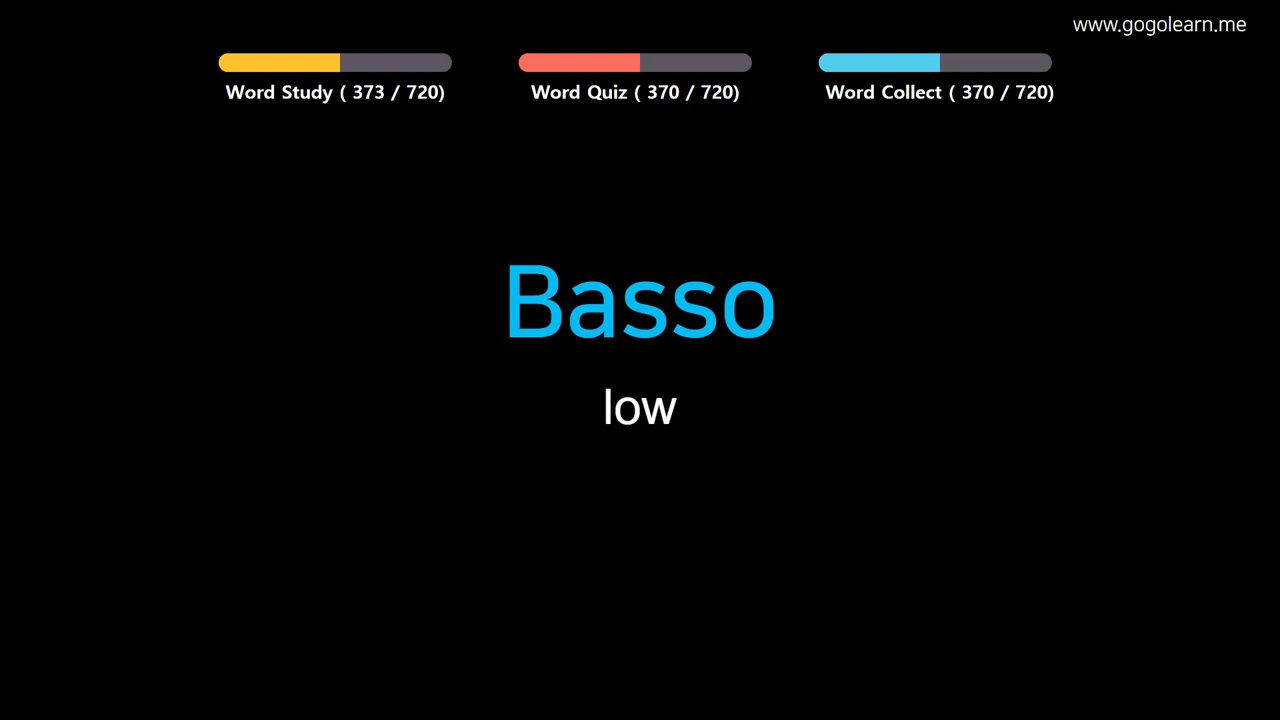 www.gogolearn.me
Word Study ( 373 / 720)
Word Quiz ( 370 / 720)
Word Collect ( 370 / 720)
Basso
low